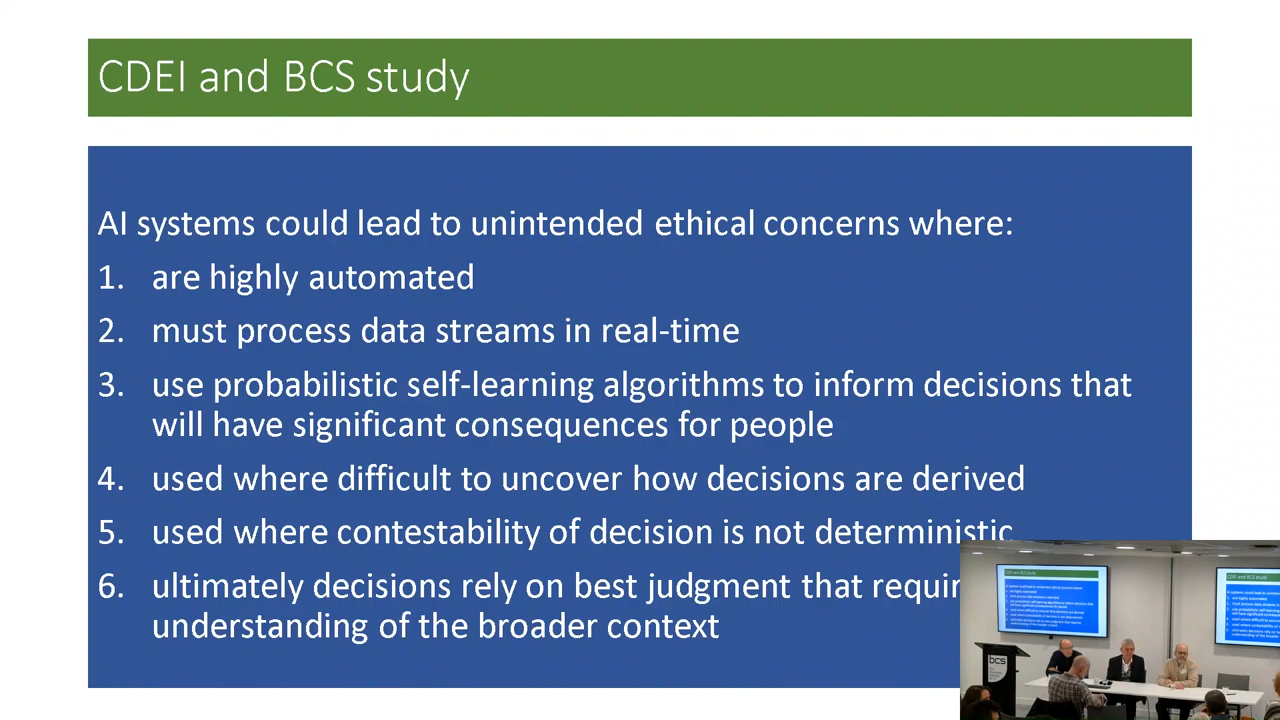 CDEI and BCS study
AI systems could lead to unintended ethical concerns where:
1. are highly automated
2. must process data streams in real-time
3. use probabilistic self-learning algorithms to inform decisions that
will have significant consequences for people
4. used where difficult to uncover how decisions are derived
5. used where contestability of decision is not deterministic
6. ultimately decisions rely on best judgment that
understanding of the broader context
bcs